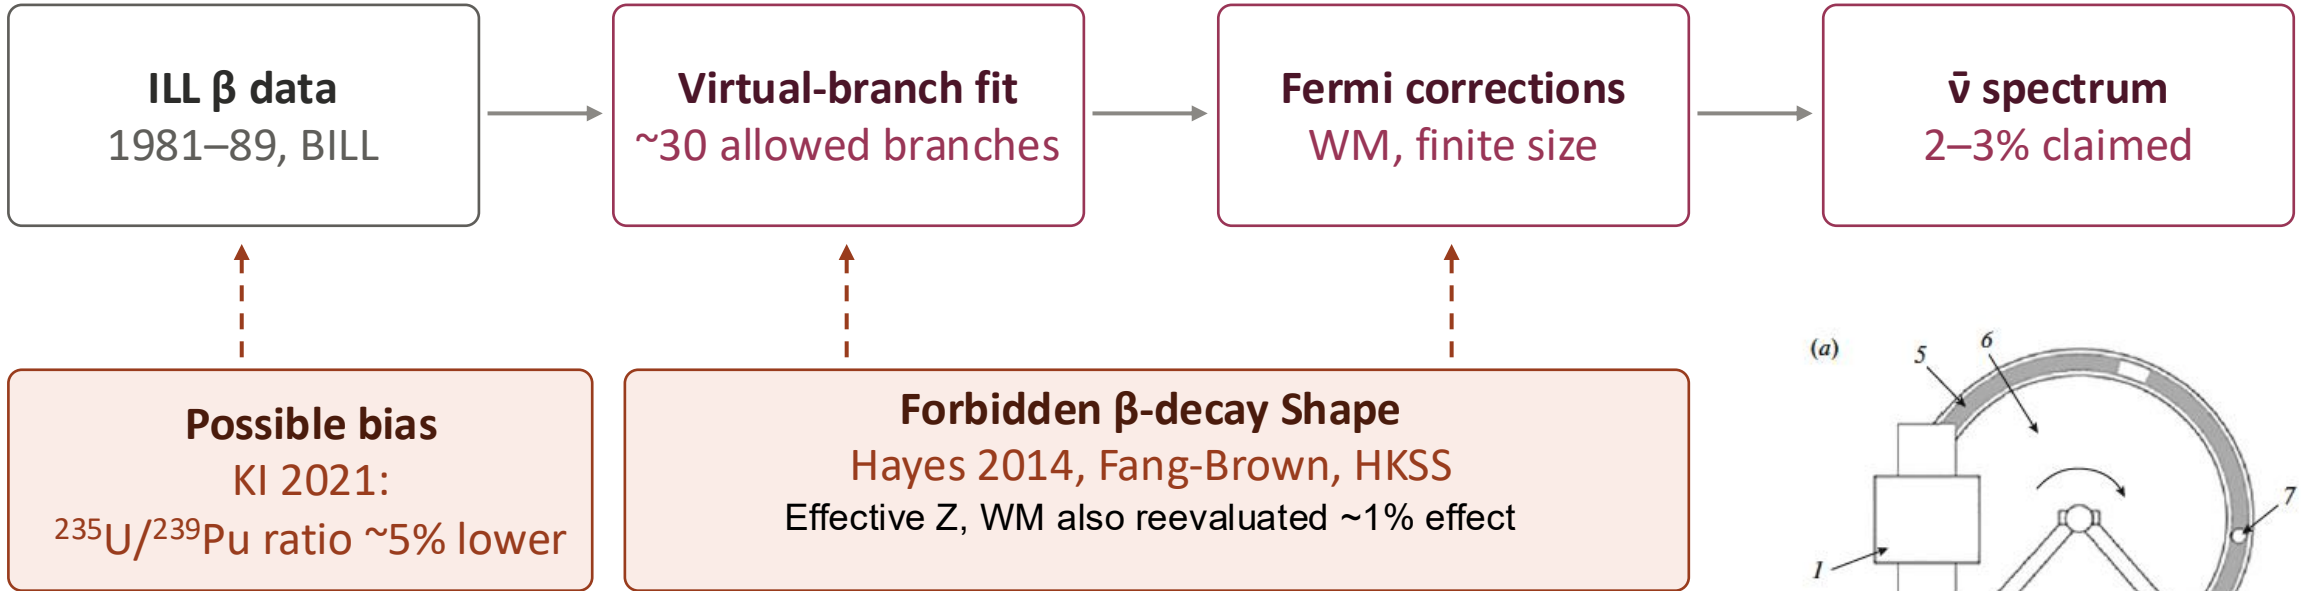 ILL β data
1981–89, BILL
Virtual-branch fit
~30 allowed branches
Fermi corrections
WM, finite size
ν̄ spectrum
2–3% claimed
Possible bias
KI 2021:
²³⁵U/²³⁹Pu ratio ~5% lower
Forbidden β-decay Shape
Hayes 2014, Fang-Brown, HKSS
Effective Z, WM also reevaluated ~1% effect
(a)
5
6
7
1